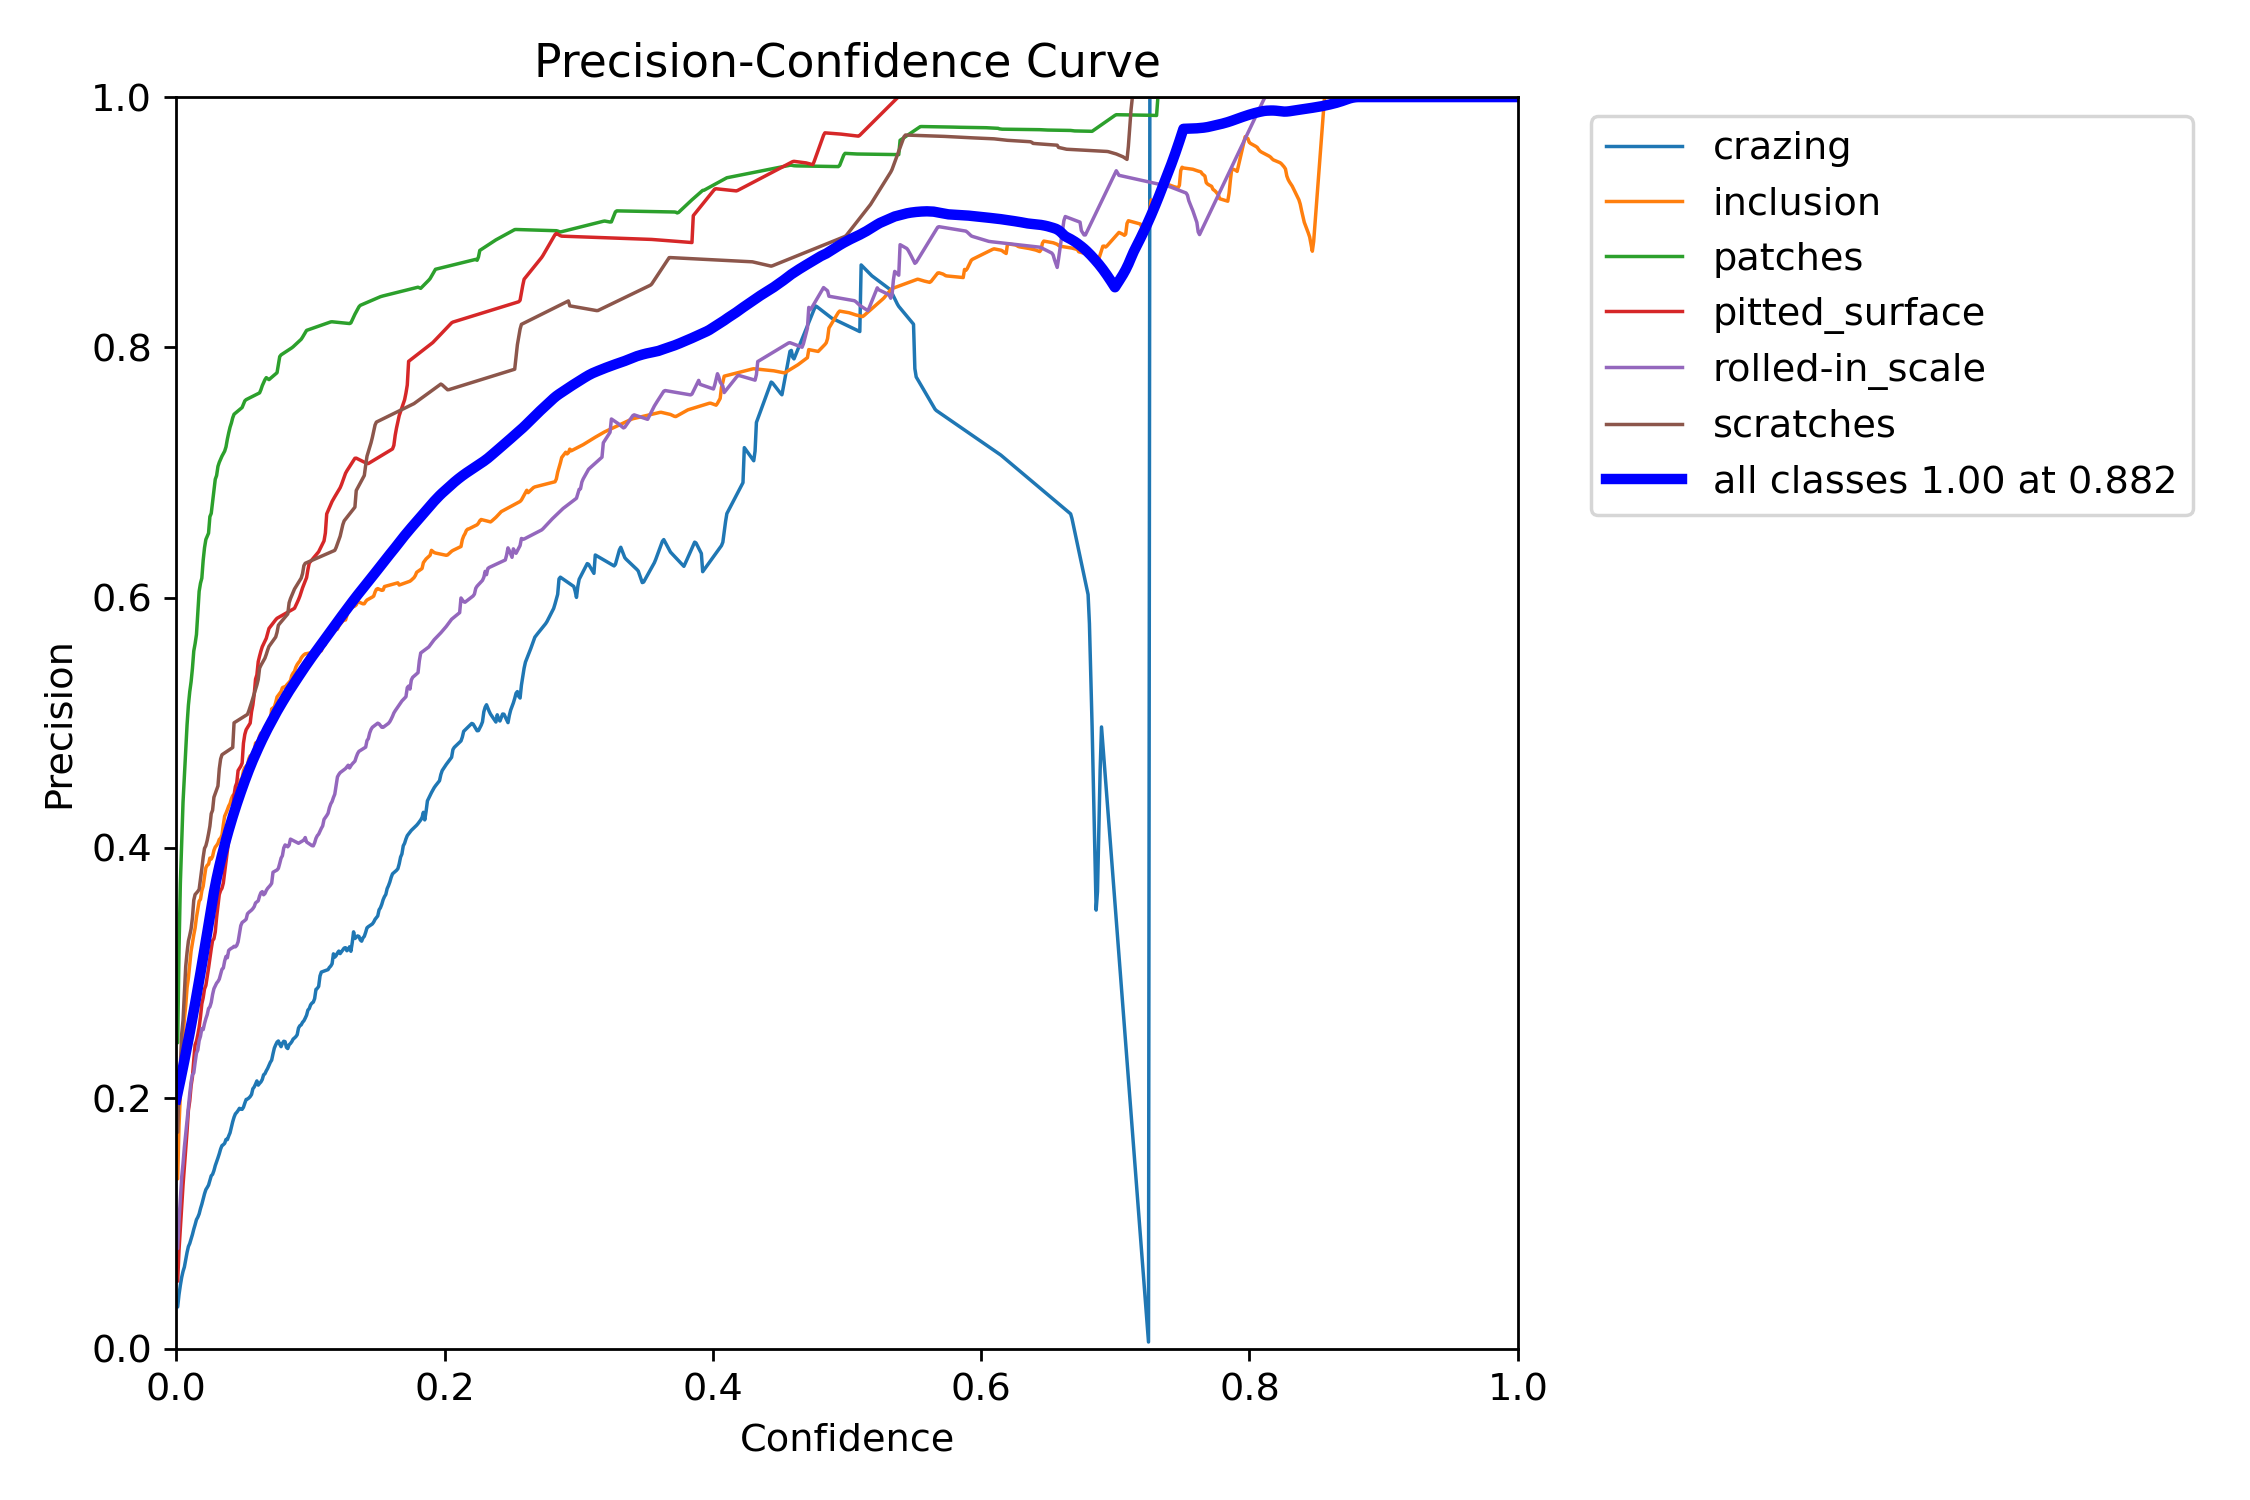 Precision-Confidence Curve
1.0
0.8
0.6
0.4
0.2
0.0
Precision
0.0 0.2 0.4 0.6 0.8 1.0
Confidence
crazing
inclusion
patches
pitted_surface
rolled-in_scale
scratches
all classes 1.00 at 0.882